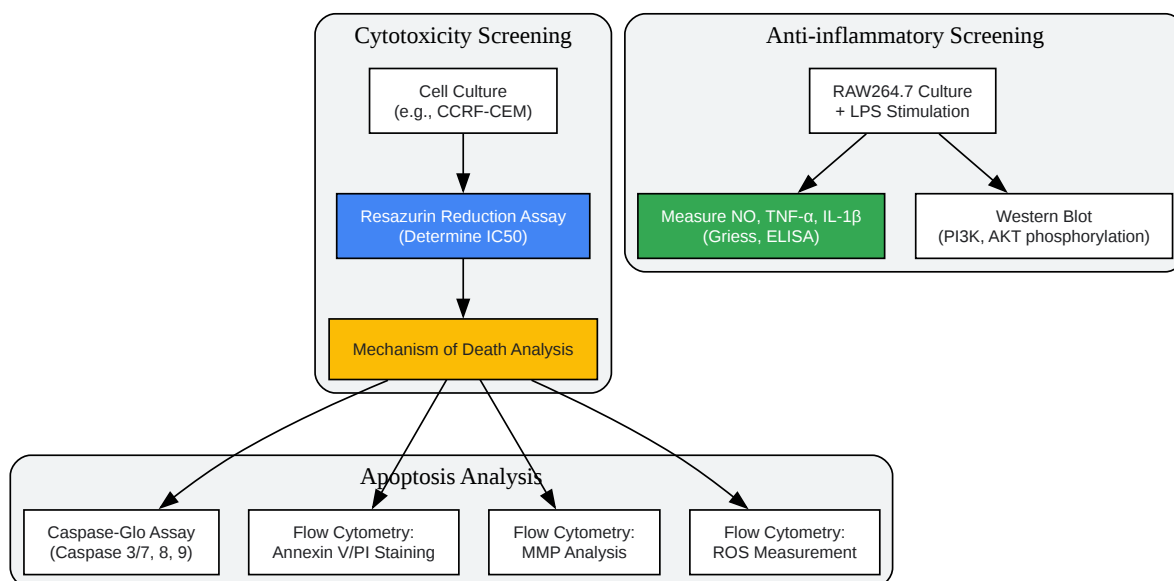 Cytotoxicity Screening
Cell Culture
(e.g., CCRF-CEM)
Resazurin Reduction Assay
(Determine IC50)
Mechanism of Death Analysis
Anti-inflammatory Screening
RAW264.7 Culture
+ LPS Stimulation
Measure NO, TNF-α, IL-1β
(Griess, ELISA)
Western Blot
(PI3K, AKT phosphorylation)
Apoptosis Analysis
Caspase-Glo Assay
(Caspase 3/7, 8, 9)
Flow Cytometry:
Annexin V/PI Staining
Flow Cytometry:
MMP Analysis
Flow Cytometry:
ROS Measurement